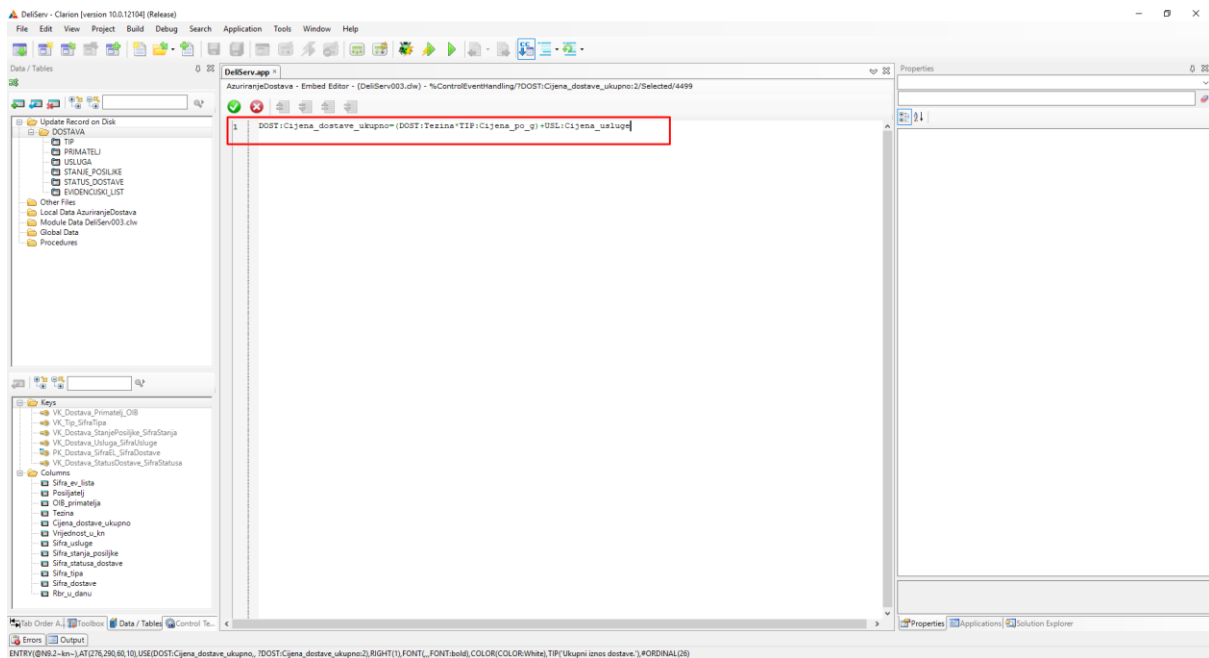 DeliServ - Clarion [version 10.0.12104] (Release)
File Edit View Project Build Debug Search Application Tools Window Help
Data / Tables
DeliServ.app
Properties
AzuriranjeDostava - Embed Editor - (DeliServ003.clw) - %ControlEventHandling/?DOST:Cijena_dostave_ukupno:2/Selected/4499
1 DOST:Cijena_dostave_ukupno=(DOST:Tezina*TIP:Cijena_po_g)+USL:Cijena_usluge
Update Record on Disk
DOSTAVA
TIP
PRIMATELJ
USLUGA
STANJE_POSILJKE
STATUS_DOSTAVE
EVIDENCIJSKI_LIST
Other Files
Local Data AzuriranjeDostava
Module Data DeliServ003.clw
Global Data
Procedures
Keys
VK_Dostava_Primatelj_OIB
VK_Tip_SifraTipa
VK_Dostava_StanjePosiljke_SifraStanja
VK_Dostava_Usluga_SifraUsluge
PK_Dostava_SifraEL_SifraDostave
VK_Dostava_StatusDostave_SifraStatusa
Columns
Sifra_ev_lista
Posiljatelj
OIB_primatelja
Tezina
Cijena_dostave_ukupno
Vrijednost_u_kn
Sifra_usluge
Sifra_stanja_posiljke
Sifra_statusa_dostave
Sifra_tipa
Sifra_dostave
Rbr_u_danu
Tab Order A... Toolbox Data / Tables Control Te...
Properties Applications Solution Explorer
Errors Output
ENTRY(@N9.2~kn~),AT(276,290,60,10),USE(DOST:Cijena_dostave_ukupno,, ?DOST:Cijena_dostave_ukupno:2),RIGHT(1),FONT(,,,FONT:bold),COLOR(COLOR:White),TIP('Ukupni iznos dostave.'),#ORDINAL(26)